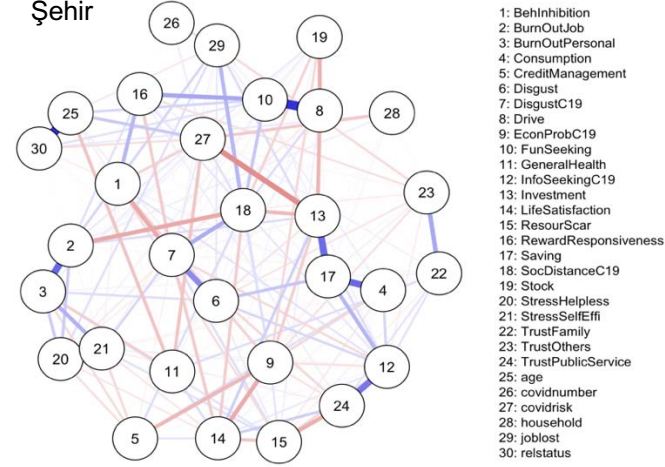 Şehir
26
19
29
16
10
8
28
25
27
30
1
23
18
13
2
7
17
22
3
6
4
20
21
11
9
12
24
5
14
15
1: BehInhibition
2: BurnOutJob
3: BurnOutPersonal
4: Consumption
5: CreditManagement
6: Disgust
7: DisgustC19
8: Drive
9: EconProbC19
10: FunSeeking
11: GeneralHealth
12: InfoSeekingC19
13: Investment
14: LifeSatisfaction
15: ResourScar
16: RewardResponsiveness
17: Saving
18: SocDistanceC19
19: Stock
20: StressHelpless
21: StressSelfEffi
22: TrustFamily
23: TrustOthers
24: TrustPublicService
25: age
26: covidnumber
27: covidrisk
28: household
29: joblost
30: relstatus